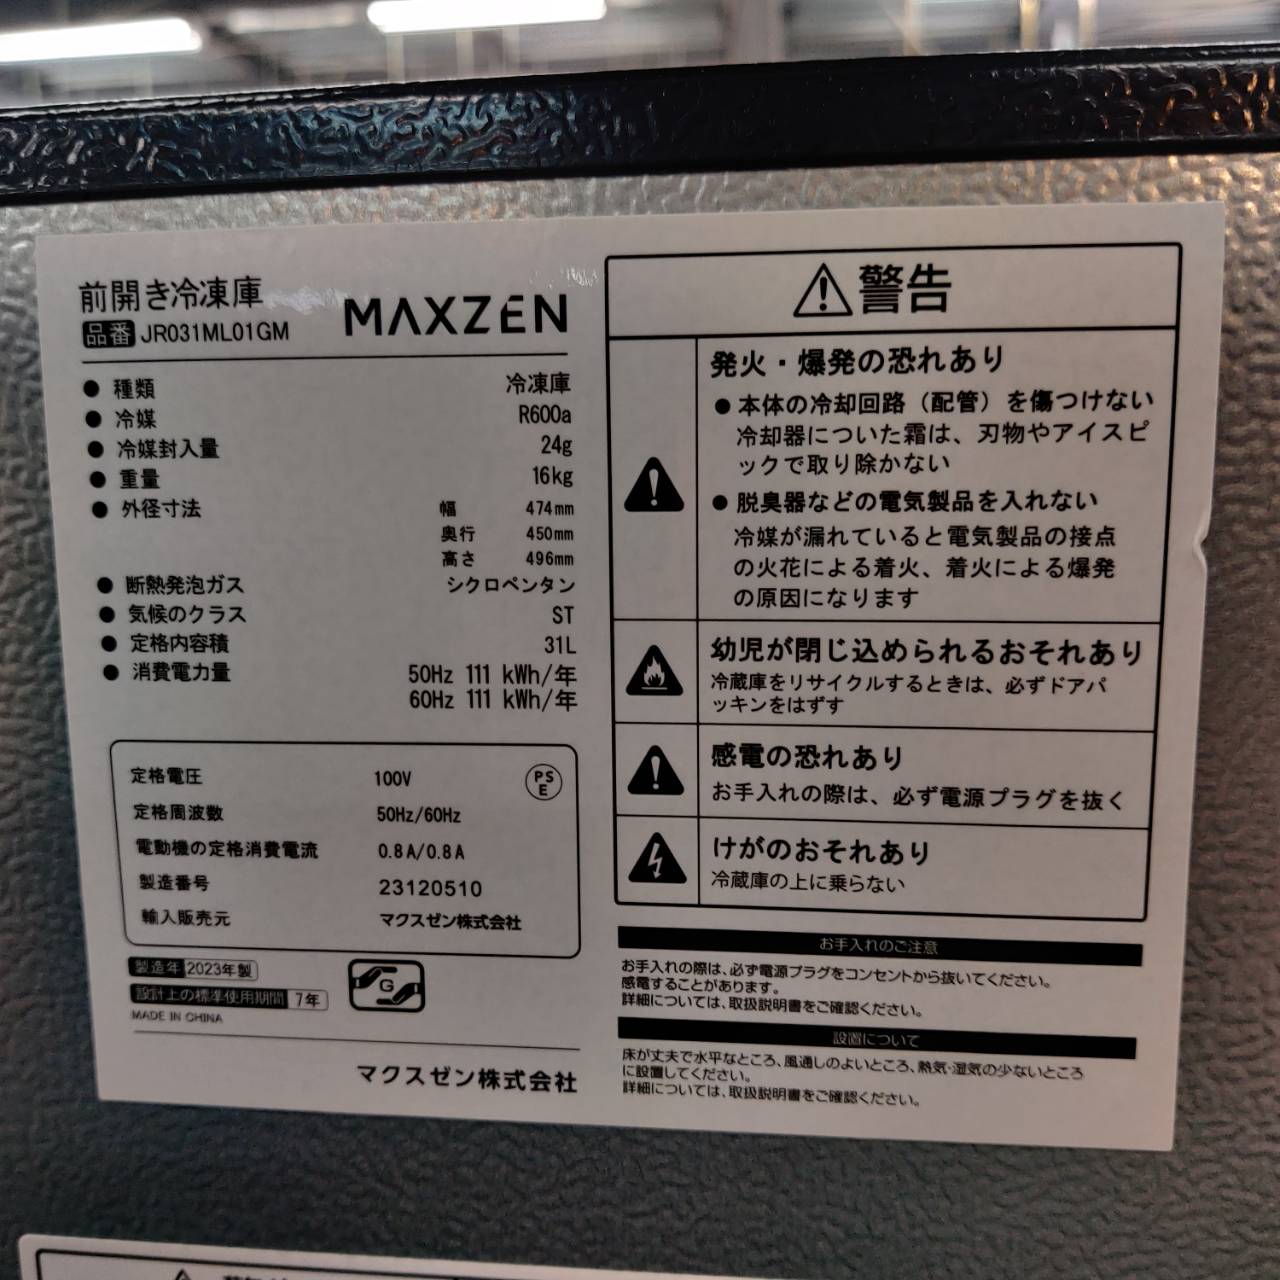 前開き冷凍庫
品番 JR031ML01GM
MAXZEN
● 種類 冷凍庫
● 冷媒 R600a
● 冷媒封入量 24g
● 重量 16kg
● 外径寸法 幅 474mm
奥行 450mm
高さ 496mm
● 断熱発泡ガス シクロペンタン
● 気候のクラス ST
● 定格内容積 31L
● 消費電力量 50Hz 111 kWh/年
60Hz 111 kWh/年
定格電圧 100V
PSE
定格周波数 50Hz/60Hz
電動機の定格消費電流 0.8A/0.8A
製造番号 23120510
輸入販売元 マクスゼン株式会社
製造年 2023年製
設計上の標準使用期間 7年
MADE IN CHINA
G
マクスゼン株式会社
警告
発火・爆発の恐れあり
● 本体の冷却回路（配管）を傷つけない
冷却器についた霜は、刃物やアイスピ
ックで取り除かない
● 脱臭器などの電気製品を入れない
冷媒が漏れていると電気製品の接点
の火花による着火、着火による爆発
の原因になります
幼児が閉じ込められるおそれあり
冷蔵庫をリサイクルするときは、必ずドアパ
ッキンをはずす
感電の恐れあり
お手入れの際は、必ず電源プラグを抜く
けがのおそれあり
冷蔵庫の上に乗らない
お手入れのご注意
お手入れの際は、必ず電源プラグをコンセントから抜いてください。
感電することがあります。
詳細については、取扱説明書をご確認ください。
設置について
床が丈夫で水平なところ、風通しのよいところ、熱気・湿気の少ないところ
に設置してください。
詳細については、取扱説明書をご確認ください。